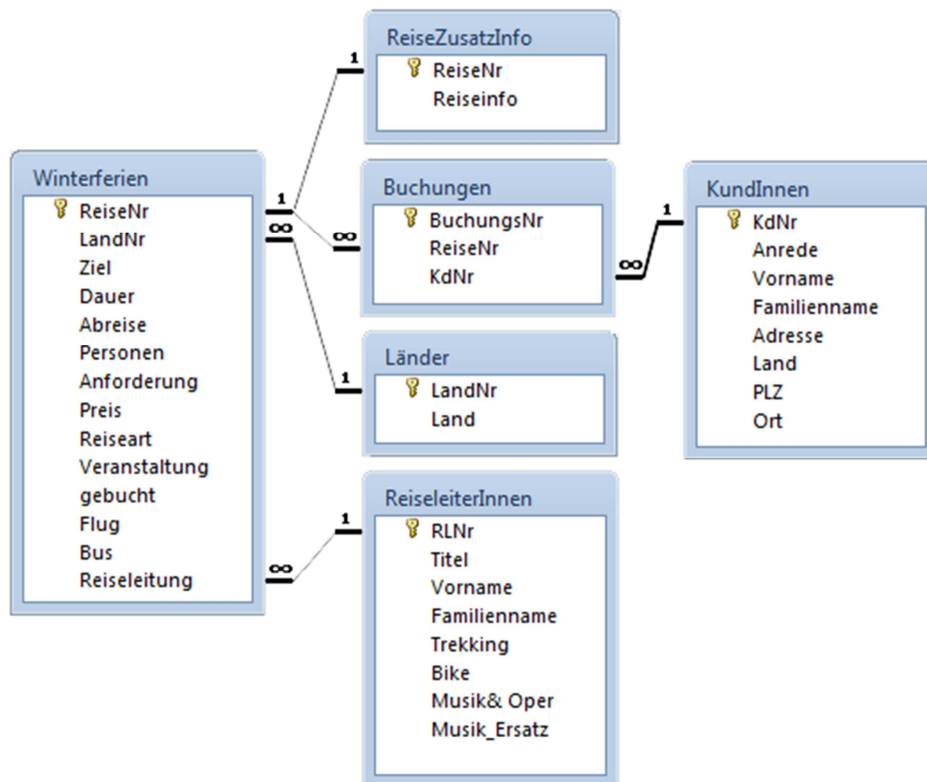 Winterferien
ReiseNr
LandNr
Ziel
Dauer
Abreise
Personen
Anforderung
Preis
Reiseart
Veranstaltung
gebucht
Flug
Bus
Reiseleitung
1
∞
∞
ReiseZusatzInfo
ReiseNr
Reiseinfo
1
Buchungen
BuchungsNr
ReiseNr
KdNr
∞
∞
Länder
LandNr
Land
1
ReiseleiterInnen
RLNr
Titel
Vorname
Familienname
Trekking
Bike
Musik& Oper
Musik_Ersatz
1
KundInnen
KdNr
Anrede
Vorname
Familienname
Adresse
Land
PLZ
Ort
1